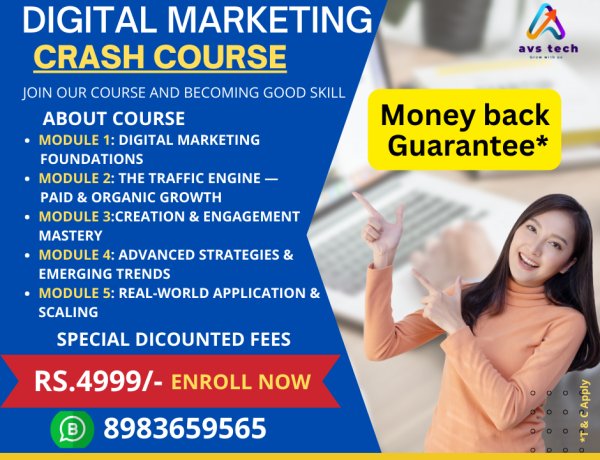 DIGITAL MARKETING
CRASH COURSE
JOIN OUR COURSE AND BECOMING GOOD SKILL
ABOUT COURSE
MODULE 1: DIGITAL MARKETING
FOUNDATIONS
MODULE 2: THE TRAFFIC ENGINE —
PAID & ORGANIC GROWTH
MODULE 3:CREATION & ENGAGEMENT
MASTERY
MODULE 4: ADVANCED STRATEGIES &
EMERGING TRENDS
MODULE 5: REAL-WORLD APPLICATION &
SCALING
SPECIAL DICOUNTED FEES
RS.4999/- ENROLL NOW
8983659565
avs tech
Grow with us
Money back
Guarantee*
*T & C Apply